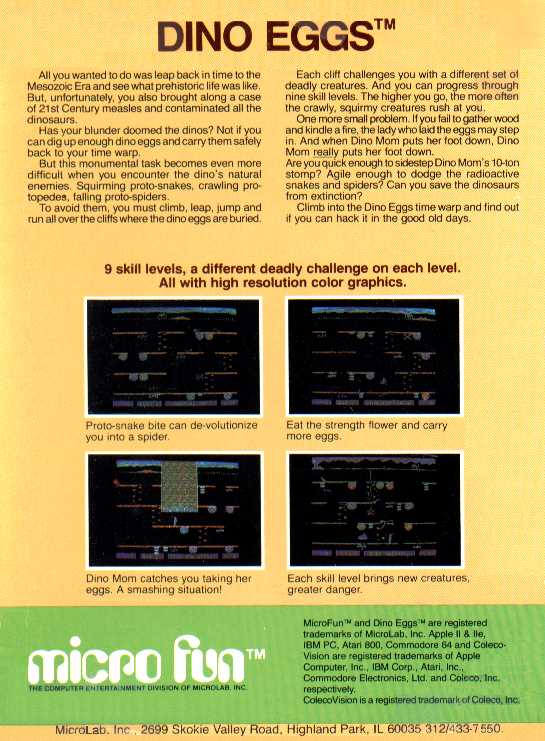 DINO EGGS™
All you wanted to do was leap back in time to the
Mesozoic Era and see what prehistoric life was like.
But, unfortunately, you also brought along a case
of 21st Century measles and contaminated all the
dinosaurs.
Has your blunder doomed the dinos? Not if you
can dig up enough dino eggs and carry them safely
back to your time warp.
But this monumental task becomes even more
difficult when you encounter the dino's natural
enemies. Squirming proto-snakes, crawling pro-
topedes, falling proto-spiders.
To avoid them, you must climb, leap, jump and
run all over the cliffs where the dino eggs are buried.
Each cliff challenges you with a different set of
deadly creatures. And you can progress through
nine skill levels. The higher you go, the more often
the crawly, squirmy creatures rush at you.
One more small problem. If you fail to gather wood
and kindle a fire, the lady who laid the eggs may step
in. And when Dino Mom puts her foot down, Dino
Mom really puts her foot down.
Are you quick enough to sidestep Dino Mom's 10-ton
stomp? Agile enough to dodge the radioactive
snakes and spiders? Can you save the dinosaurs
from extinction?
Climb into the Dino Eggs time warp and find out
if you can hack it in the good old days.
9 skill levels, a different deadly challenge on each level.
All with high resolution color graphics.
Proto-snake bite can de-volutionize
you into a spider.
Eat the strength flower and carry
more eggs.
Dino Mom catches you taking her
eggs. A smashing situation!
Each skill level brings new creatures,
greater danger.
micro fun™
THE COMPUTER ENTERTAINMENT DIVISION OF MICROLAB, INC.
MicroFun™ and Dino Eggs™ are registered
trademarks of MicroLab, Inc. Apple II & IIe,
IBM PC, Atari 800, Commodore 64 and Coleco-
Vision are registered trademarks of Apple
Computer, Inc., IBM Corp., Atari, Inc.,
Commodore Electronics, Ltd. and Coleco, Inc.
respectively.
ColecoVision is a registered trademark of Coleco, Inc.
MicroLab, Inc., 2699 Skokie Valley Road, Highland Park, IL 60035 312/433-7550.